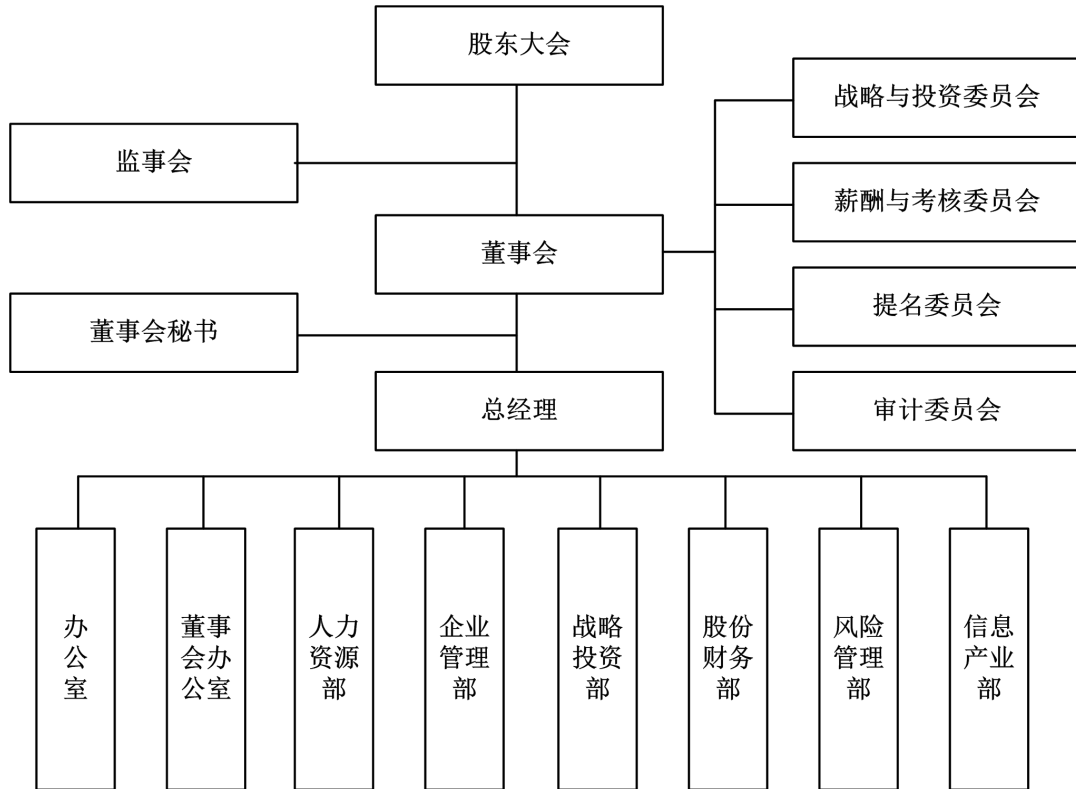 股东大会
战略与投资委员会
监事会
薪酬与考核委员会
董事会
提名委员会
董事会秘书
总经理
审计委员会
办
公
室
董事
会办
公室
人力
资源
部
企业
管理
部
战略
投资
部
股份
财务
部
风险
管理
部
信息
产业
部